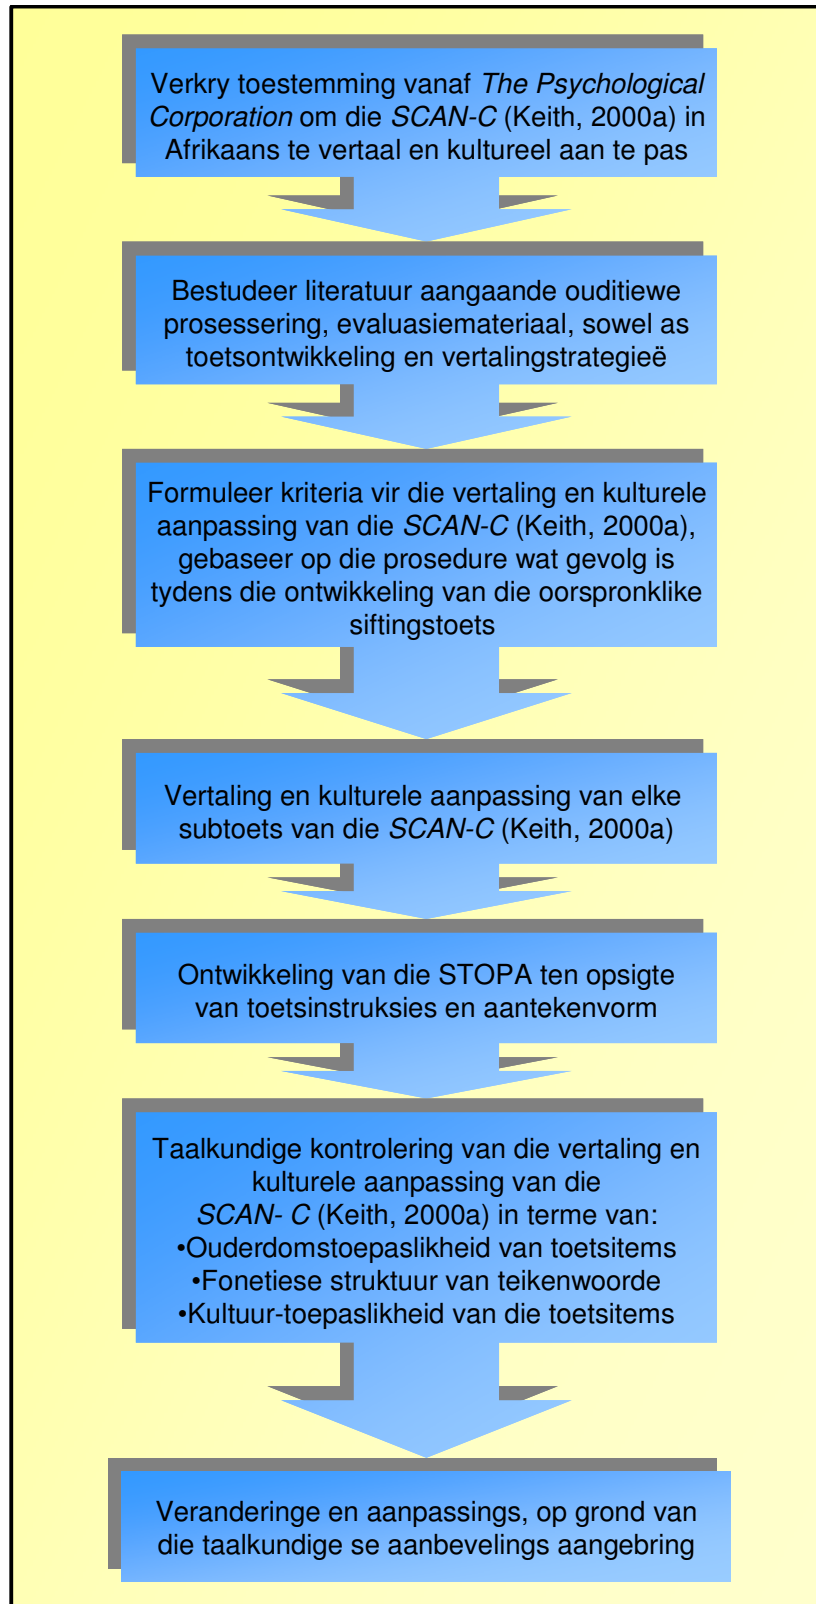 Verkry toestemming vanaf The Psychological
Corporation om die SCAN-C (Keith, 2000a) in
Afrikaans te vertaal en kultureel aan te pas
Bestudeer literatuur aangaande ouditiewe
prosessering, evaluasiemateriaal, sowel as
toetsontwikkeling en vertalingstrategieë
Formuleer kriteria vir die vertaling en kulturele
aanpassing van die SCAN-C (Keith, 2000a),
gebaseer op die prosedure wat gevolg is
tydens die ontwikkeling van die oorspronklike
siftingstoets
Vertaling en kulturele aanpassing van elke
subtoets van die SCAN-C (Keith, 2000a)
Ontwikkeling van die STOPA ten opsigte
van toetsinstruksies en aantekenvorm
Taalkundige kontrolering van die vertaling en
kulturele aanpassing van die
SCAN- C (Keith, 2000a) in terme van:
•Ouderdomstoepaslikheid van toetsitems
•Fonetiese struktuur van teikenwoorde
•Kultuur-toepaslikheid van die toetsitems
Veranderinge en aanpassings, op grond van
die taalkundige se aanbevelings aangebring